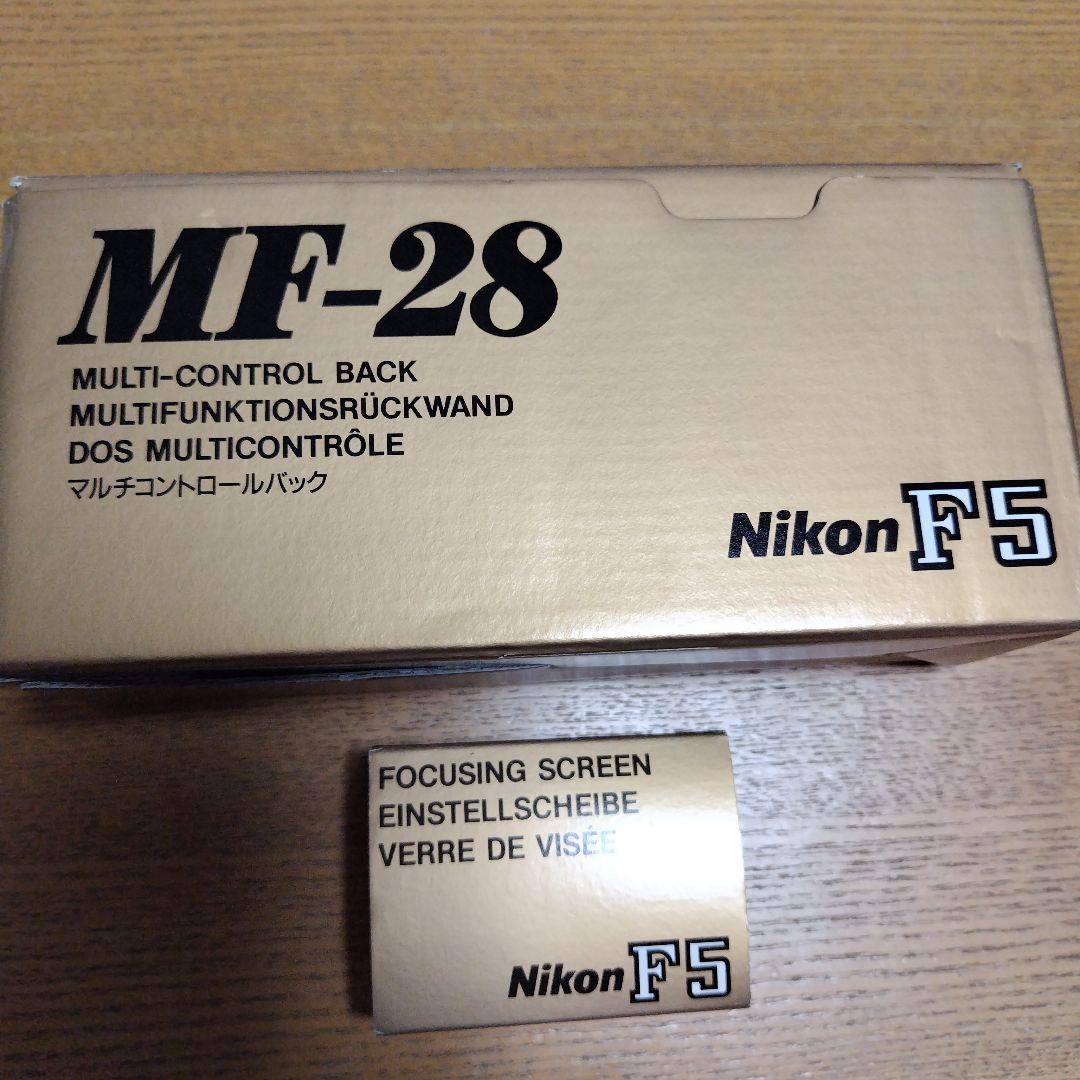 MF-28
MULTI-CONTROL BACK
MULTIFUNKTIONSRÜCKWAND
DOS MULTICONTRÔLE
マルチコントロールバック
Nikon F5
FOCUSING SCREEN
EINSTELLSCHEIBE
VERRE DE VISÉE
Nikon F5